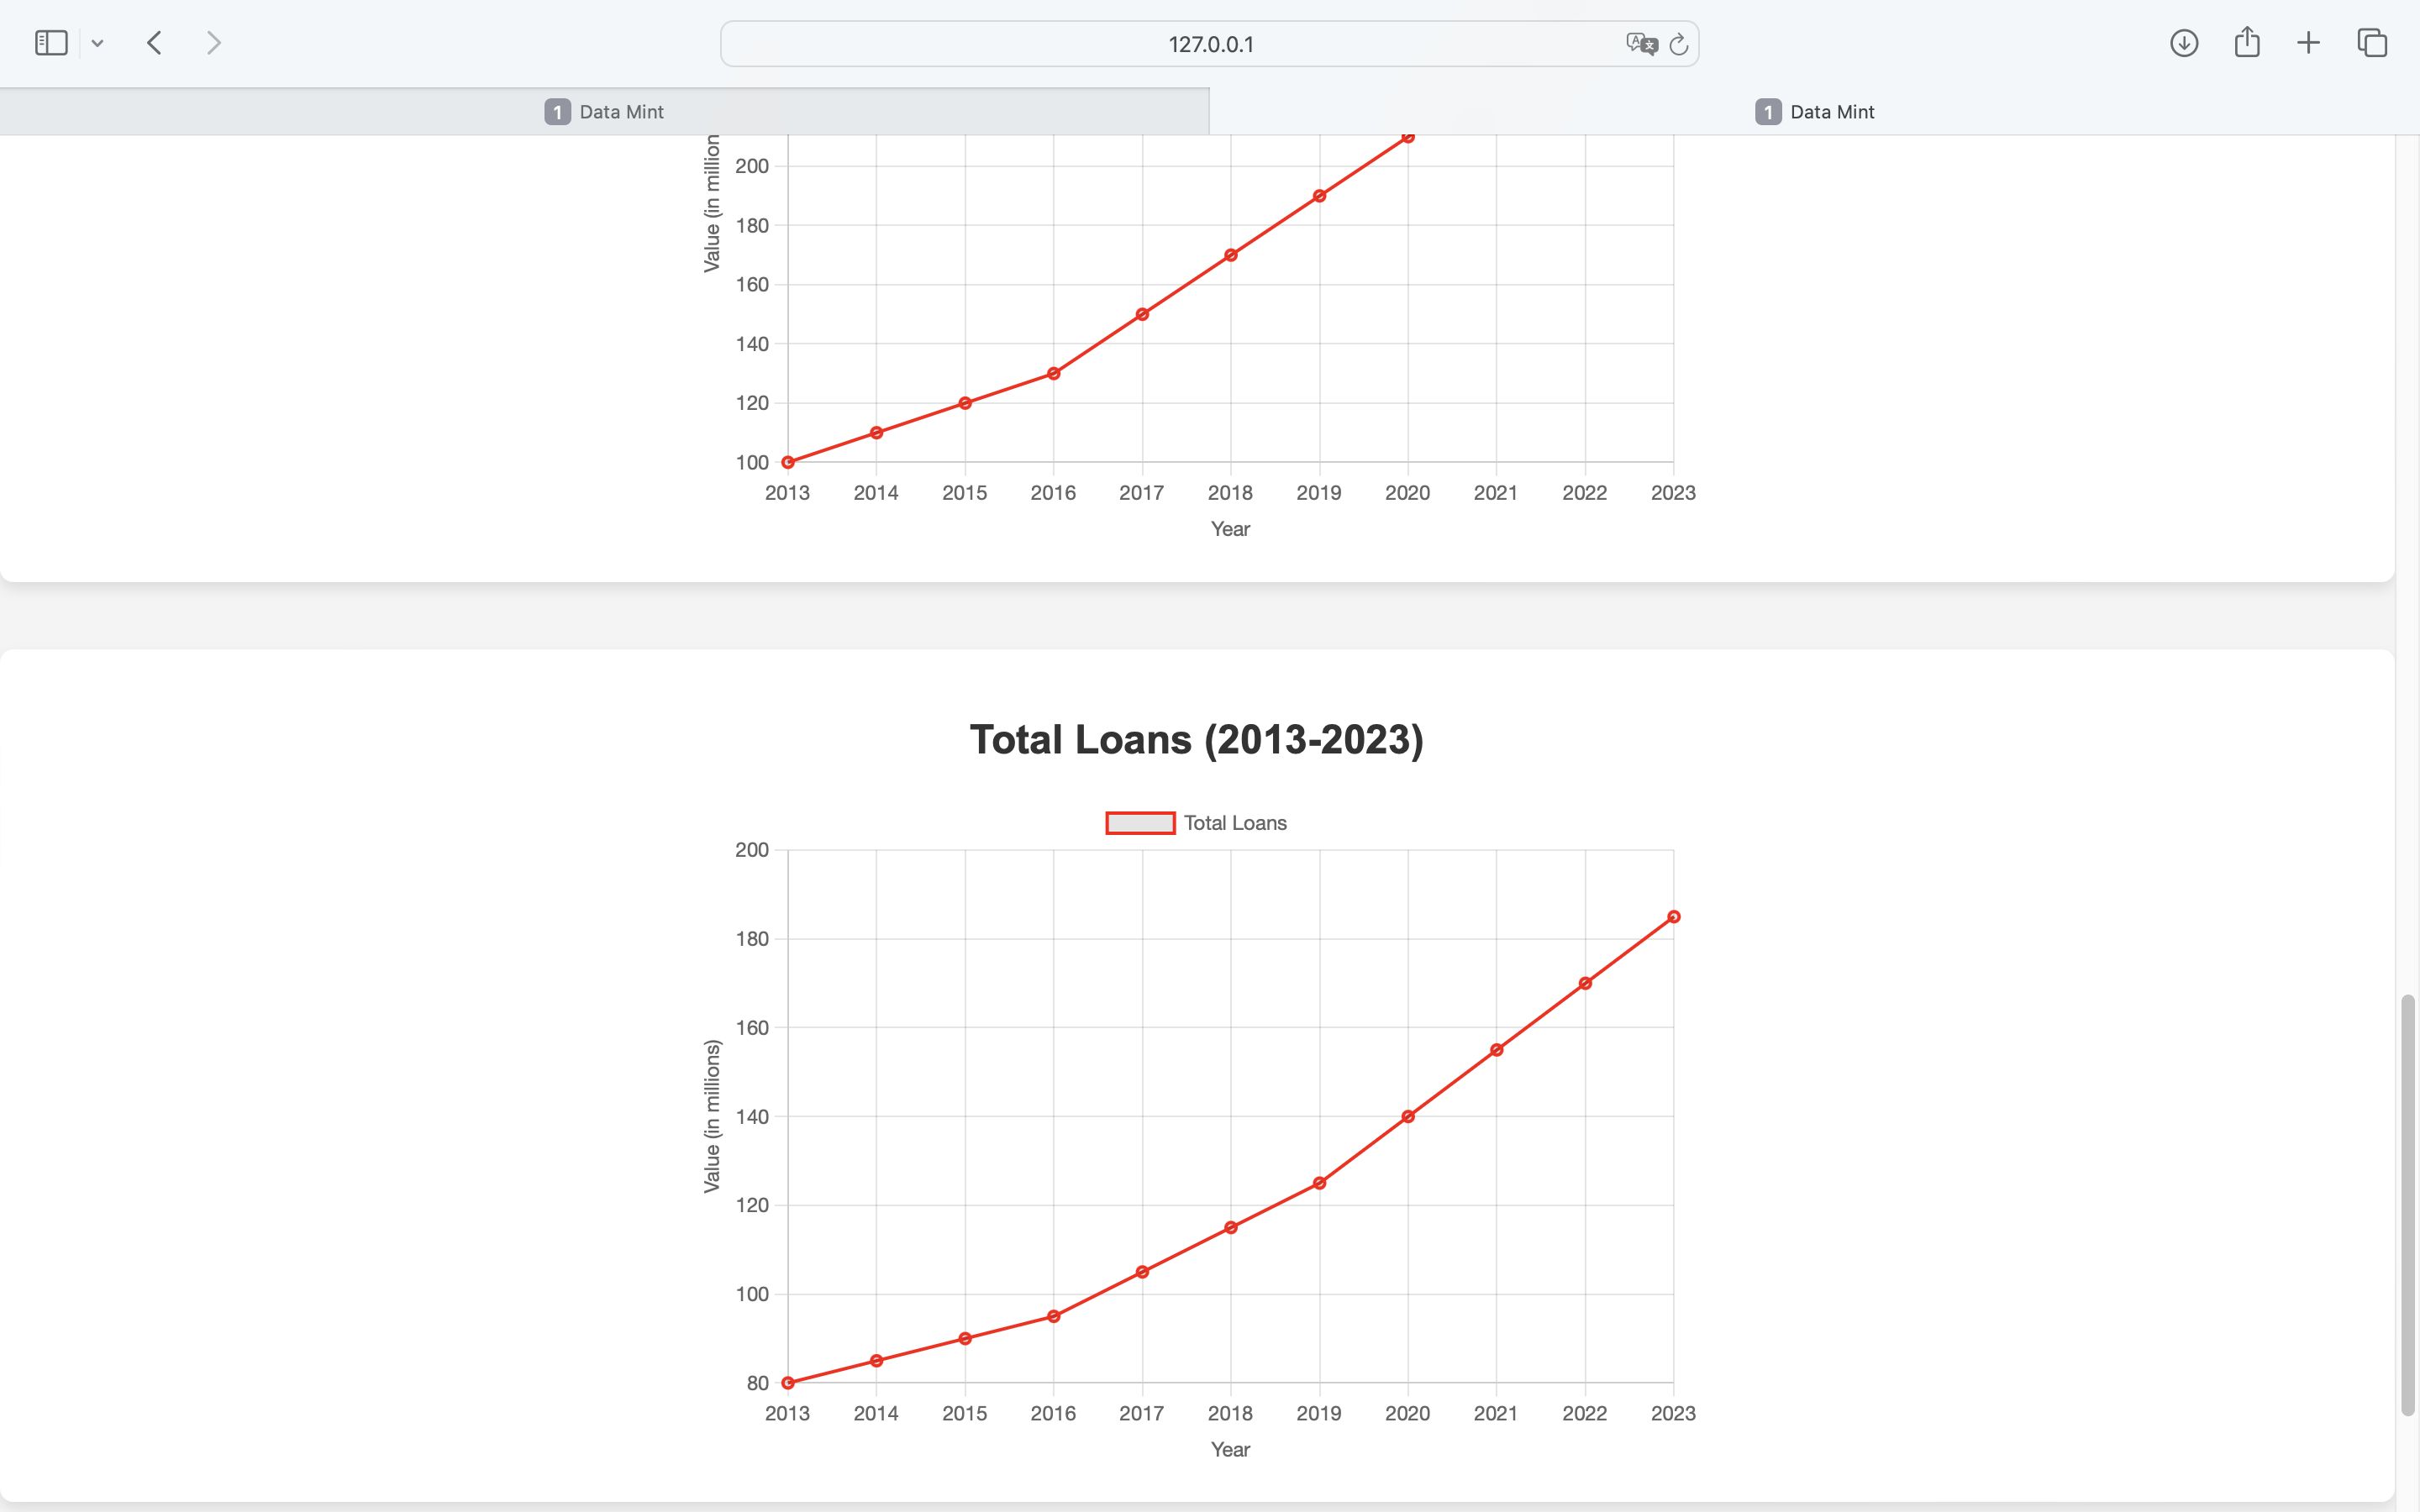 127.0.0.1
1 Data Mint
1 Data Mint
Value (in million
200
180
160
140
120
100
2013 2014 2015 2016 2017 2018 2019 2020 2021 2022 2023
Year
Total Loans (2013-2023)
Total Loans
Value (in millions)
200
180
160
140
120
100
80
2013 2014 2015 2016 2017 2018 2019 2020 2021 2022 2023
Year